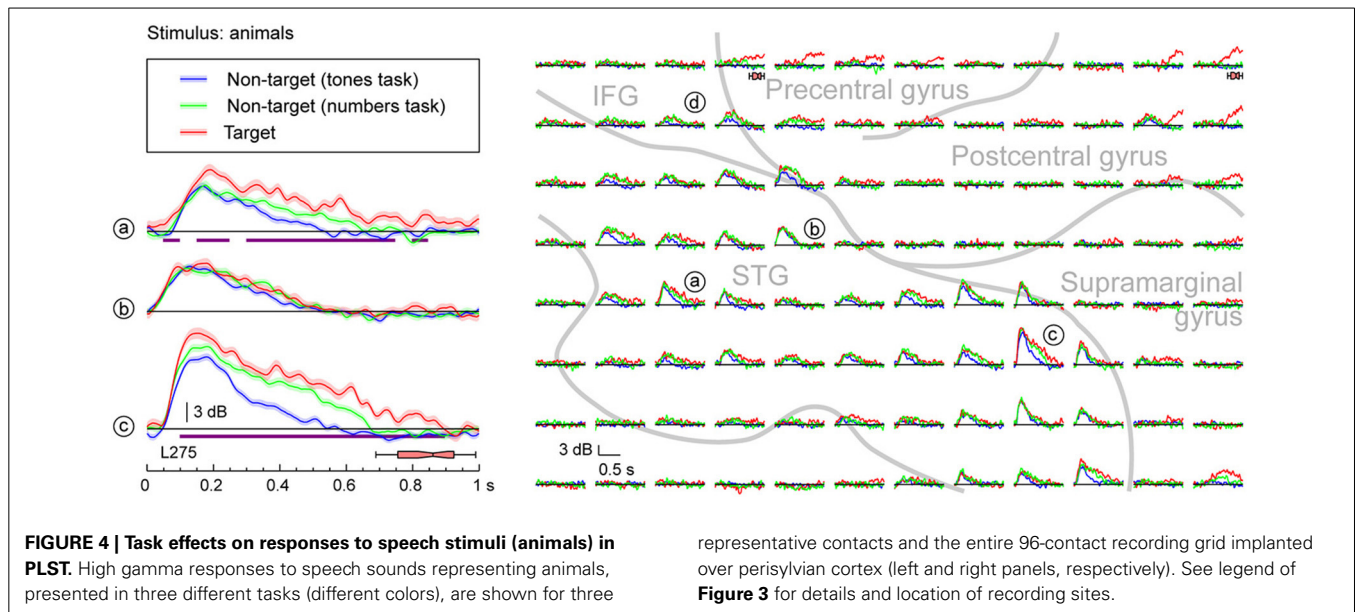 Stimulus: animals
Non-target (tones task)
Non-target (numbers task)
Target
a
b
c
3 dB
L275
0 0.2 0.4 0.6 0.8 1 s
IFG
d
Precentral gyrus
Postcentral gyrus
b
a
STG
Supramarginal
gyrus
c
3 dB
0.5 s
FIGURE 4 | Task effects on responses to speech stimuli (animals) in
PLST. High gamma responses to speech sounds representing animals,
presented in three different tasks (different colors), are shown for three
representative contacts and the entire 96-contact recording grid implanted
over perisylvian cortex (left and right panels, respectively). See legend of
Figure 3 for details and location of recording sites.